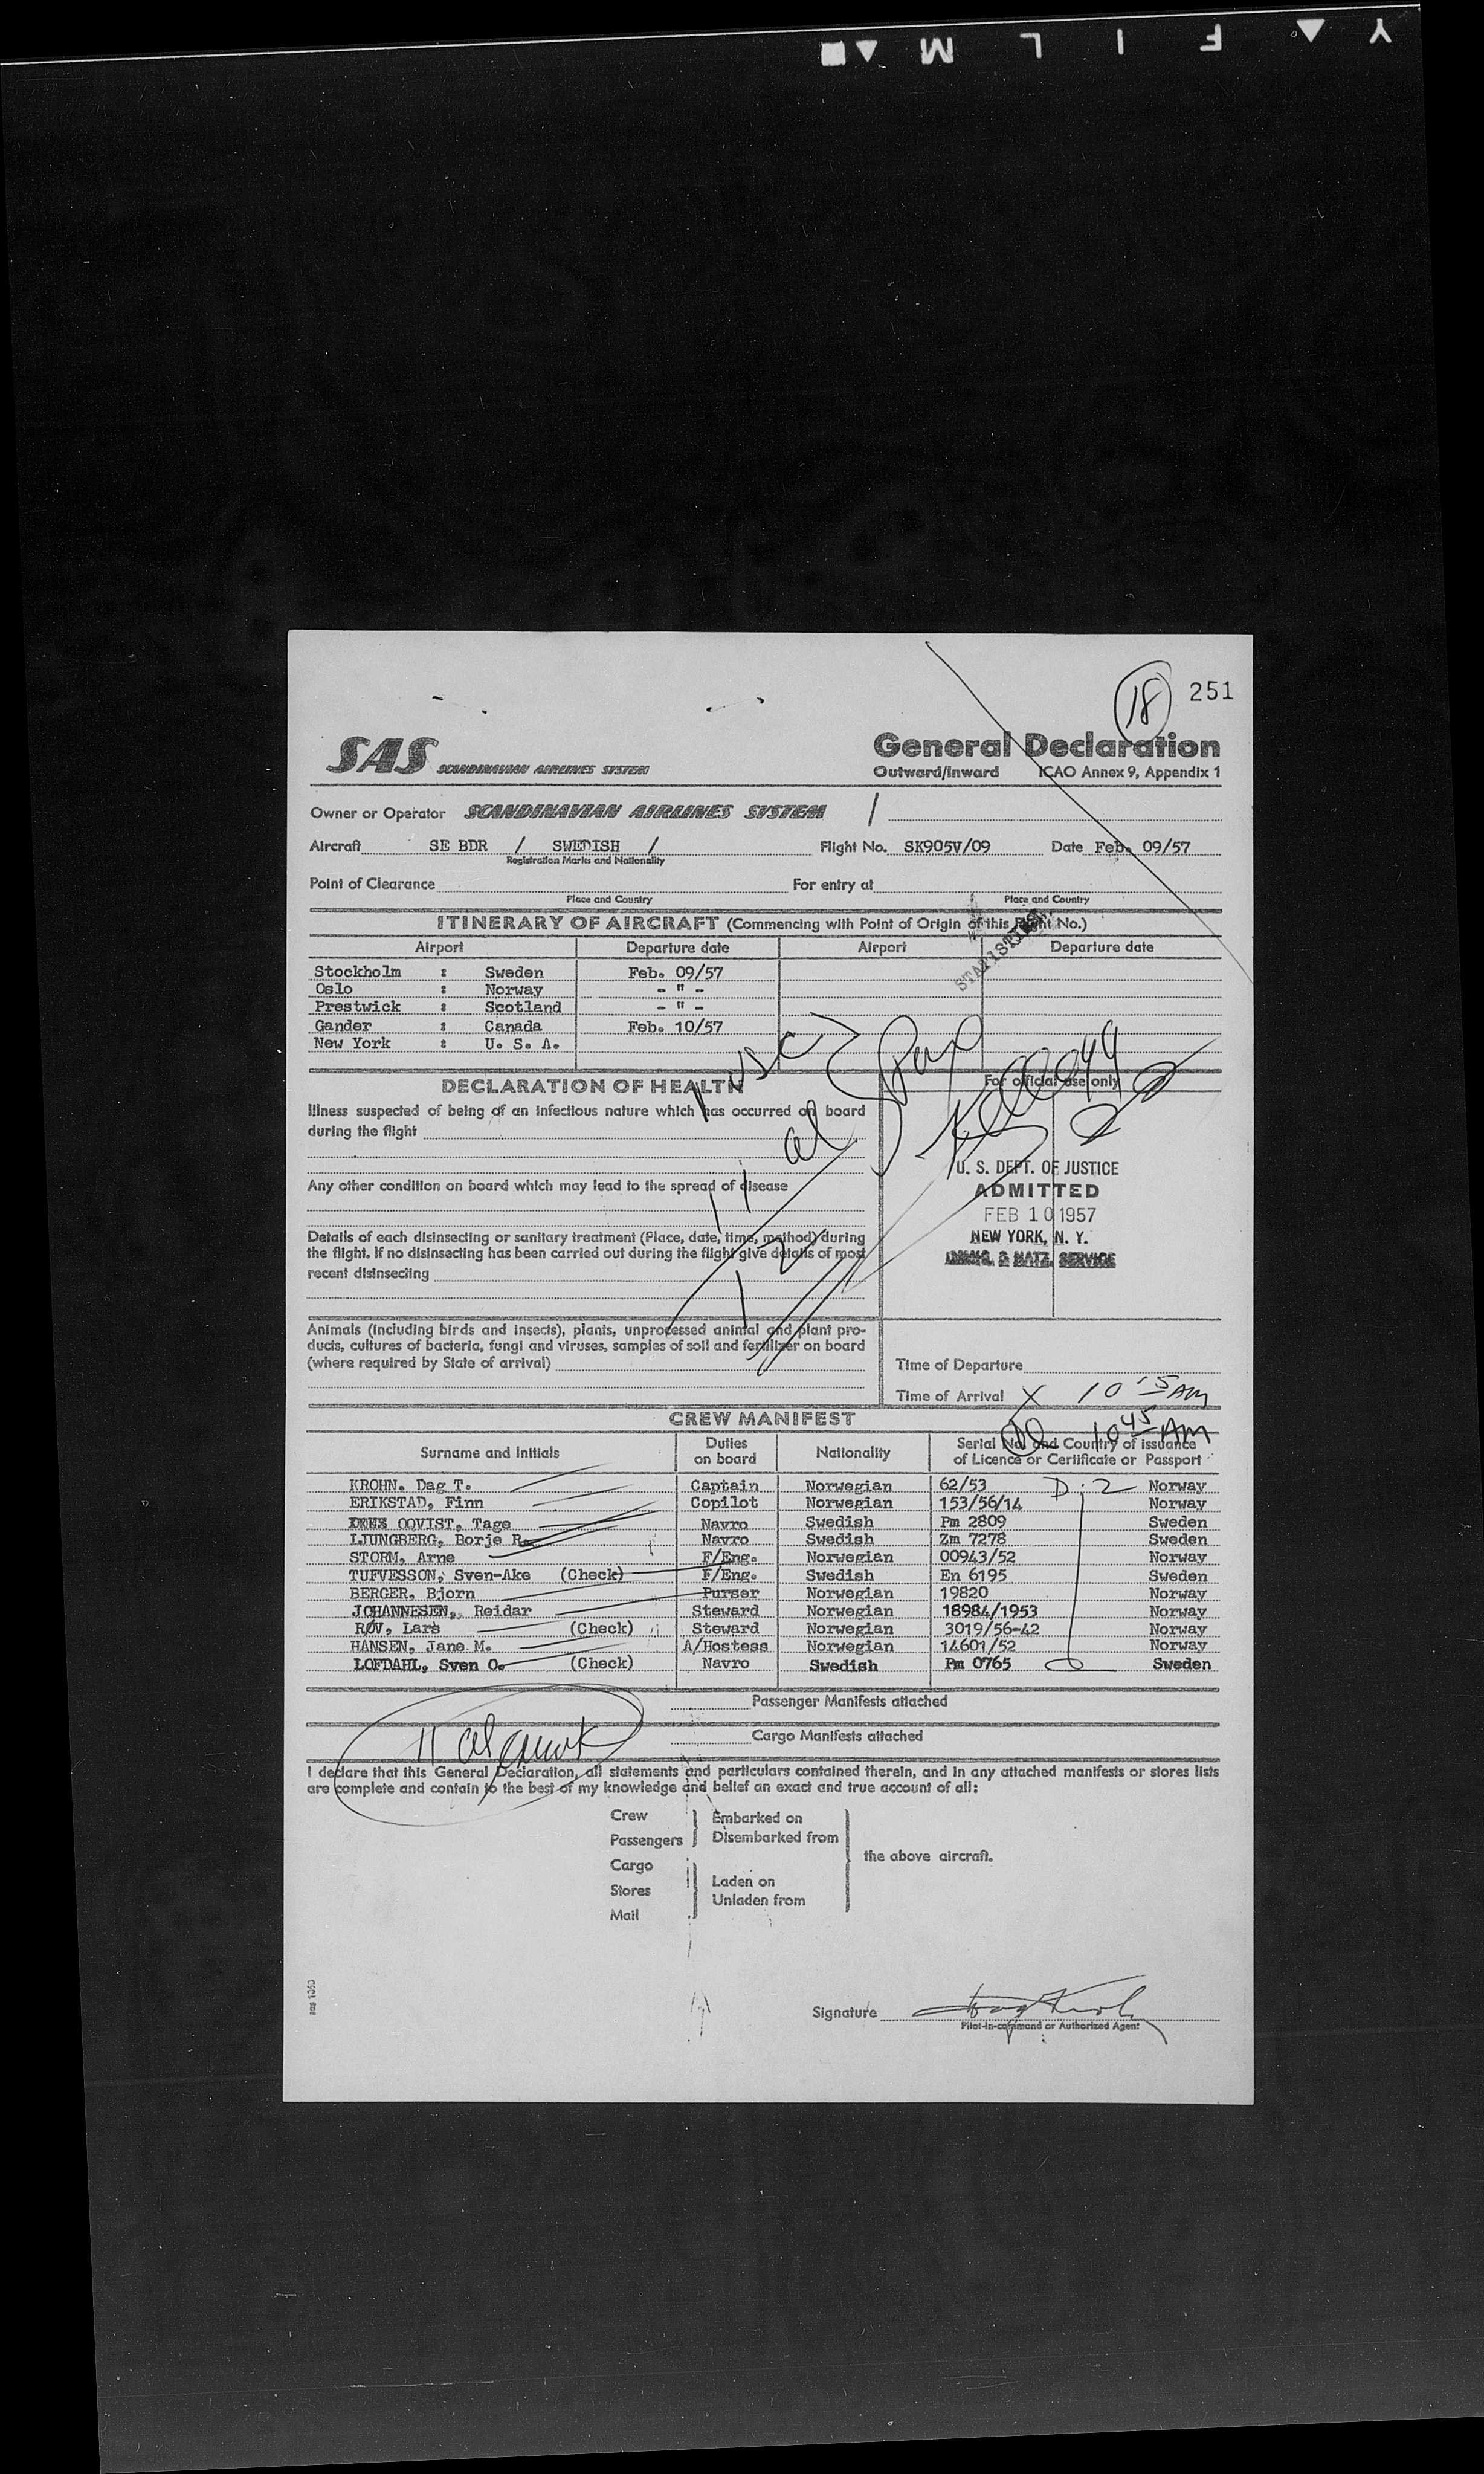 F I L M
18 251
SAS SCANDINAVIAN AIRLINES SYSTEM
General Declaration
Outward/Inward ICAO Annex 9, Appendix 1
Owner or Operator SCANDINAVIAN AIRLINES SYSTEM /
Aircraft SE BDR / SWEDISH / Flight No. SK905V/09 Date Feb. 09/57
Registration Marks and Nationality
Point of Clearance For entry at
Place and Country Place and Country
ITINERARY OF AIRCRAFT (Commencing with Point of Origin of this Flight No.)
Airport Departure date Airport Departure date
STATISTICS
Stockholm : Sweden Feb. 09/57
Oslo : Norway - " -
Prestwick : Scotland - " -
Gander : Canada Feb. 10/57
New York : U. S. A.
DECLARATION OF HEALTH
1 usc
11 al
12
Illness suspected of being of an infectious nature which has occurred on board
during the flight
Any other condition on board which may lead to the spread of disease
Details of each disinsecting or sanitary treatment (Place, date, time, method) during
the flight. If no disinsecting has been carried out during the flight give details of most
recent disinsecting
Animals (including birds and insects), plants, unprocessed animal and plant pro-
ducts, cultures of bacteria, fungi and viruses, samples of soil and fertilizer on board
(where required by State of arrival)
For official use only
U. S. DEPT. OF JUSTICE
ADMITTED
FEB 10 1957
NEW YORK, N. Y.
IMMIG. & NATZ. SERVICE
Time of Departure
Time of Arrival X 10 15 AM
10 45 AM
CREW MANIFEST
Surname and Initials Duties on board Nationality Serial No. and Country of issuance of Licence or Certificate or Passport
KROHN. Dag T. Captain Norwegian 62/53 D-2 Norway
ERIKSTAD, Finn Copilot Norwegian 153/56/14 Norway
OQVIST, Tage Navro Swedish Pm 2809 Sweden
LJUNGBERG, Borje R. Navro Swedish Zm 7278 Sweden
STORM, Arne F/Eng. Norwegian 00943/52 Norway
TUFVESSON, Sven-Ake (Check) F/Eng. Swedish En 6195 Sweden
BERGER, Bjorn Purser Norwegian 19820 Norway
JOHANNESEN, Reidar Steward Norwegian 18984/1953 Norway
RØV, Lars (Check) Steward Norwegian 3019/56-42 Norway
HANSEN, Jane M. A/Hostess Norwegian 14601/52 Norway
LOFDAHL, Sven O. (Check) Navro Swedish Pm 0765 Sweden
Passenger Manifests attached
Cargo Manifests attached
11 al
I declare that this General Declaration, all statements and particulars contained therein, and in any attached manifests or stores lists
are complete and contain to the best of my knowledge and belief an exact and true account of all:
Crew
Passengers
Embarked on
Disembarked from
Cargo
Stores
Mail
Laden on
Unladen from
the above aircraft.
sas 1363
Signature Dag Krohn
Pilot-in-command or Authorized Agent